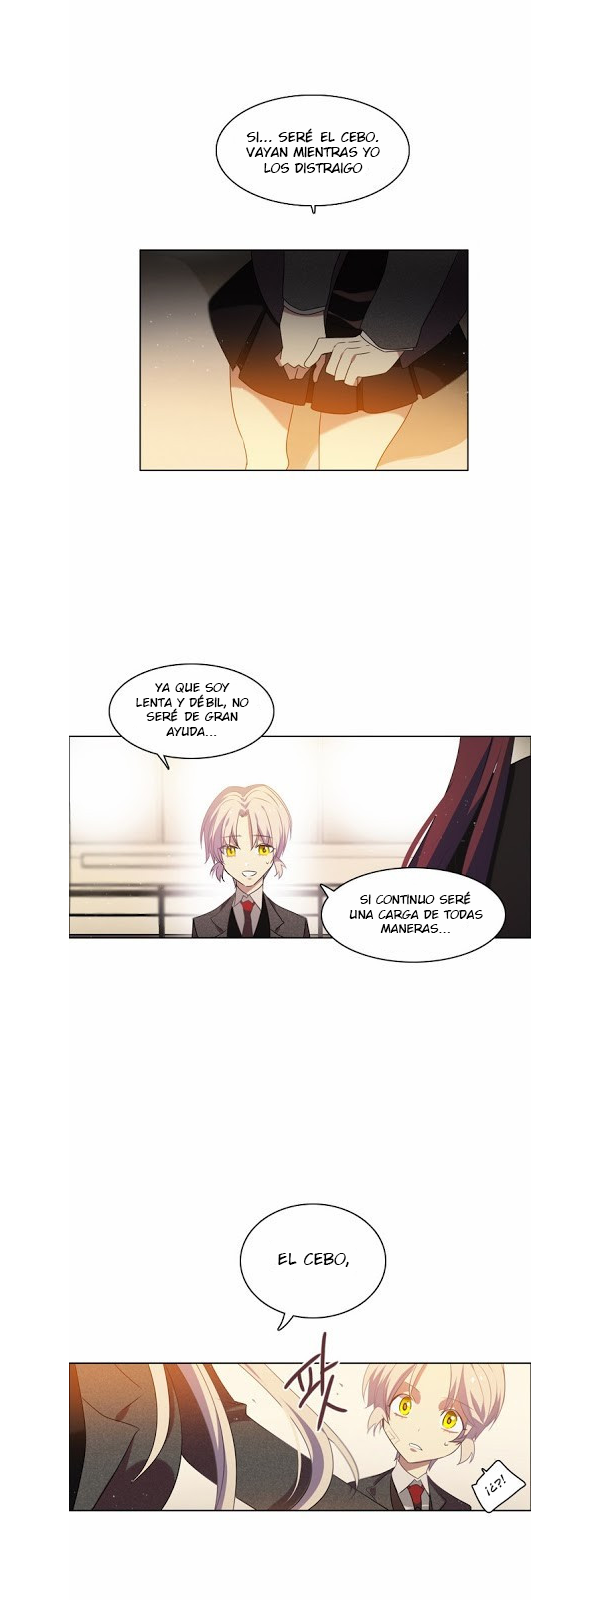 SI... SERÉ EL CEBO.
VAYAN MIENTRAS YO
LOS DISTRAIGO
YA QUE SOY
LENTA Y DÉBIL, NO
SERÉ DE GRAN
AYUDA...
SI CONTINUO SERÉ
UNA CARGA DE TODAS
MANERAS...
EL CEBO,
팟
¡¿?!